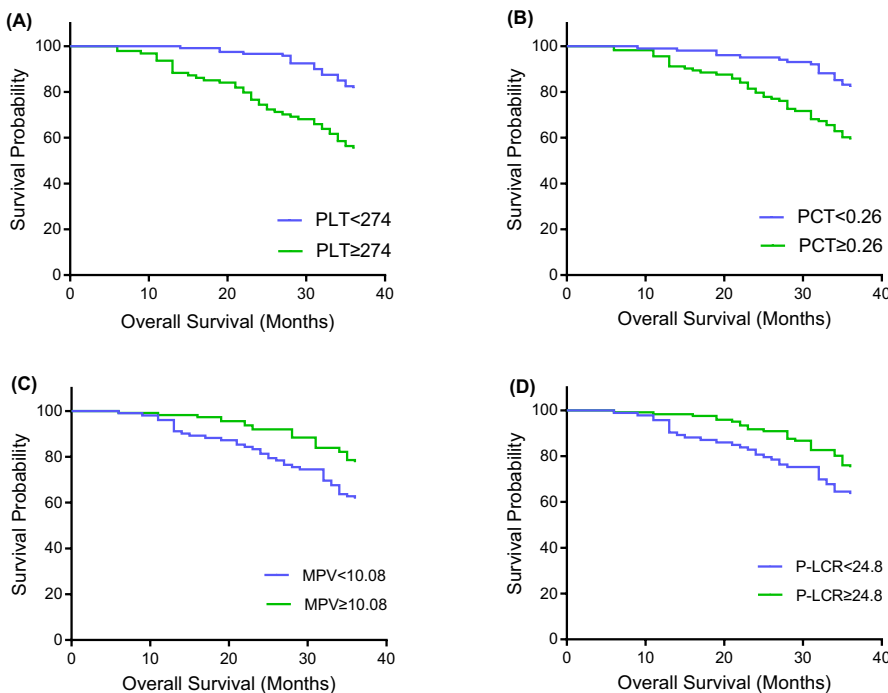 (A)
Survival Probability
100
80
60
40
20
0
PLT<274
PLT≥274
0 10 20 30 40
Overall Survival (Months)
(B)
Survival Probability
100
80
60
40
20
0
PCT<0.26
PCT≥0.26
0 10 20 30 40
Overall Survival (Months)
(C)
Survival Probability
100
80
60
40
20
0
MPV<10.08
MPV≥10.08
0 10 20 30 40
Overall Survival (Months)
(D)
Survival Probability
100
80
60
40
20
0
P-LCR<24.8
P-LCR≥24.8
0 10 20 30 40
Overall Survival (Months)